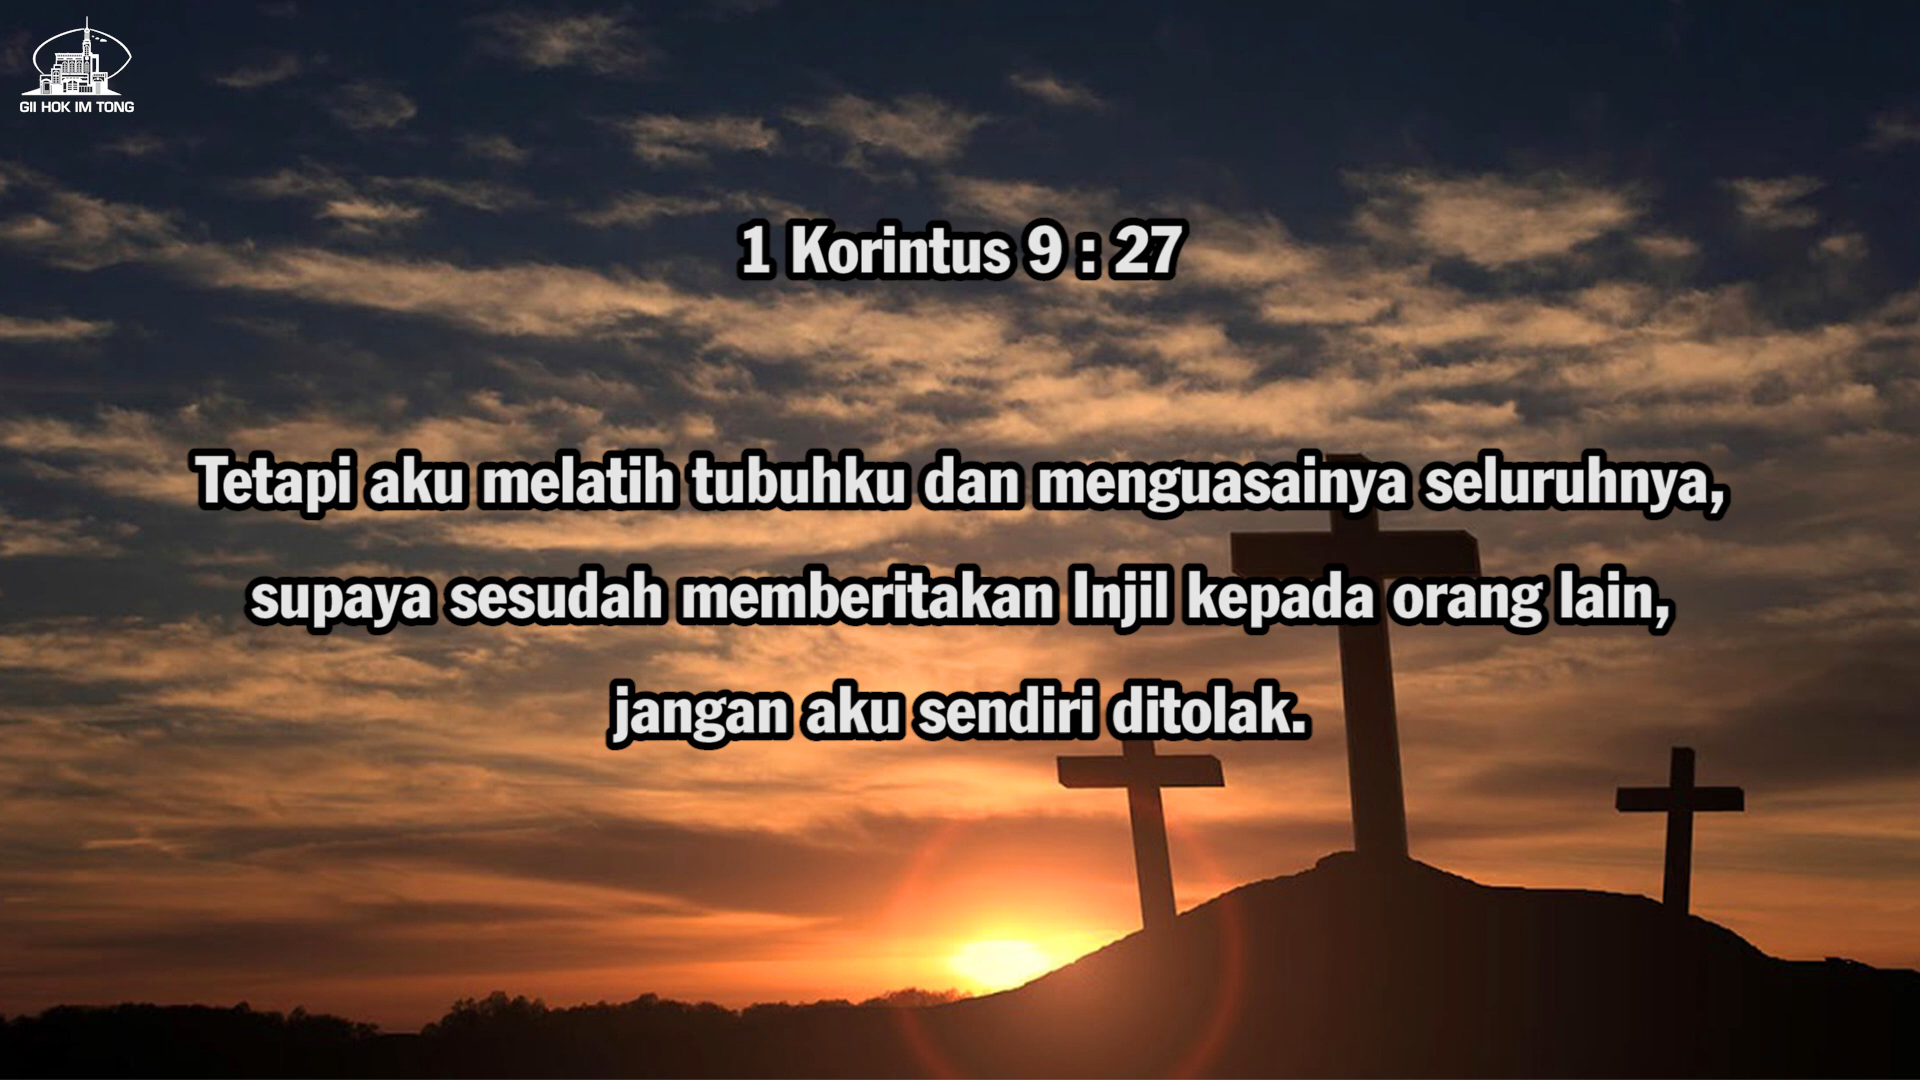 GII HOK IM TONG
1 Korintus 9 : 27
Tetapi aku melatih tubuhku dan menguasainya seluruhnya,
supaya sesudah memberitakan Injil kepada orang lain,
jangan aku sendiri ditolak.